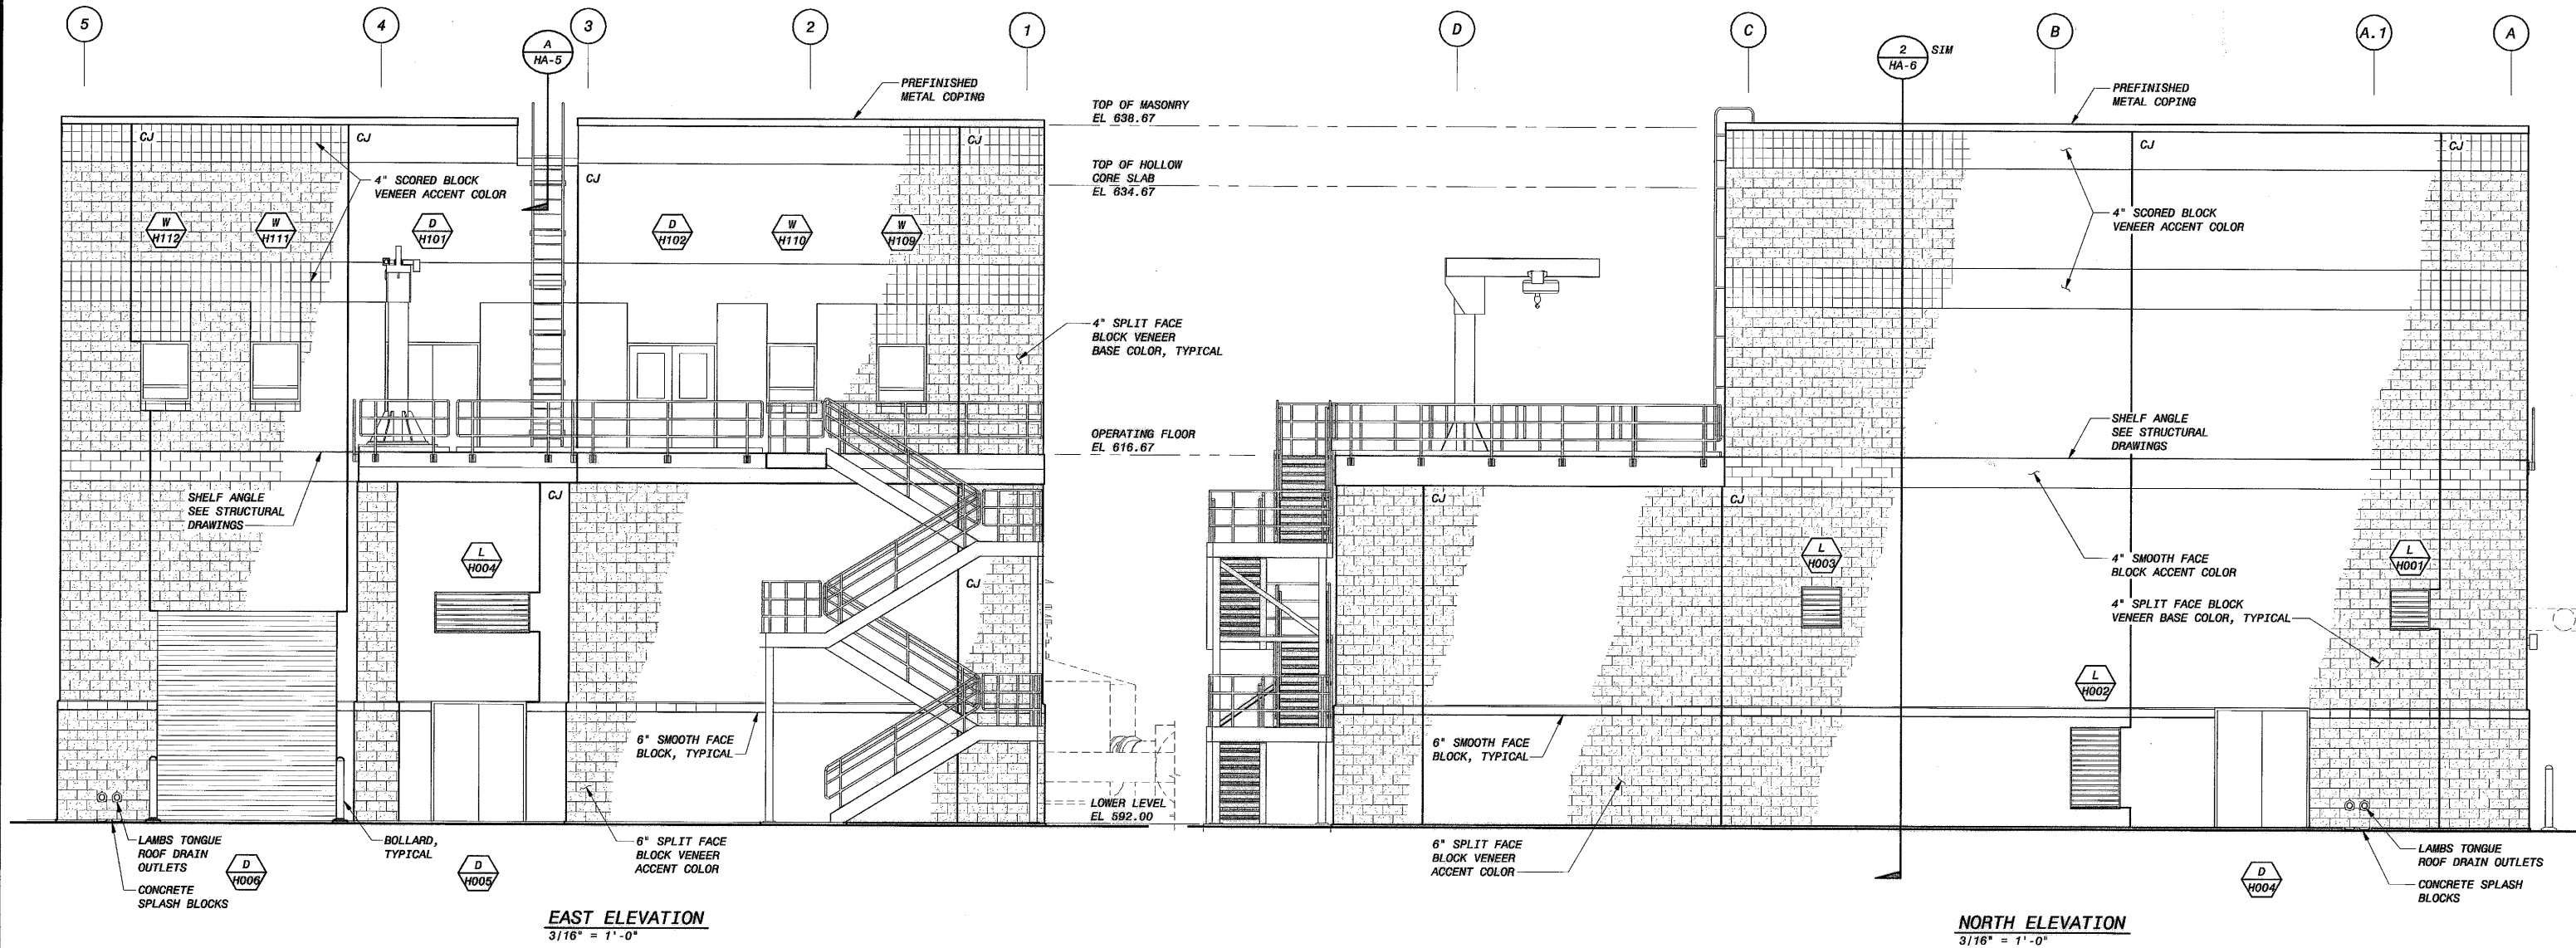 5
4
3
2
1
D
C
B
A.1
A
A
HA-5
2
HA-6
SIM
PREFINISHED
METAL COPING
TOP OF MASONRY
EL 638.67
PREFINISHED
METAL COPING
CJ
CJ
CJ
CJ
CJ
CJ
TOP OF HOLLOW
CORE SLAB
EL 634.67
4" SCORED BLOCK
VENEER ACCENT COLOR
4" SCORED BLOCK
VENEER ACCENT COLOR
W
H112
W
H111
D
H101
D
H102
W
H110
W
H109
4" SPLIT FACE
BLOCK VENEER
BASE COLOR, TYPICAL
OPERATING FLOOR
EL 616.67
SHELF ANGLE
SEE STRUCTURAL
DRAWINGS
SHELF ANGLE
SEE STRUCTURAL
DRAWINGS
CJ
CJ
CJ
CJ
L
H004
L
H003
L
H001
4" SMOOTH FACE
BLOCK ACCENT COLOR
4" SPLIT FACE BLOCK
VENEER BASE COLOR, TYPICAL
L
H002
6" SMOOTH FACE
BLOCK, TYPICAL
6" SMOOTH FACE
BLOCK, TYPICAL
LOWER LEVEL
EL 592.00
LAMBS TONGUE
ROOF DRAIN
OUTLETS
CONCRETE
SPLASH BLOCKS
D
H006
BOLLARD,
TYPICAL
D
H005
6" SPLIT FACE
BLOCK VENEER
ACCENT COLOR
6" SPLIT FACE
BLOCK VENEER
ACCENT COLOR
D
H004
LAMBS TONGUE
ROOF DRAIN OUTLETS
CONCRETE SPLASH
BLOCKS
EAST ELEVATION
3/16" = 1'-0"
NORTH ELEVATION
3/16" = 1'-0"